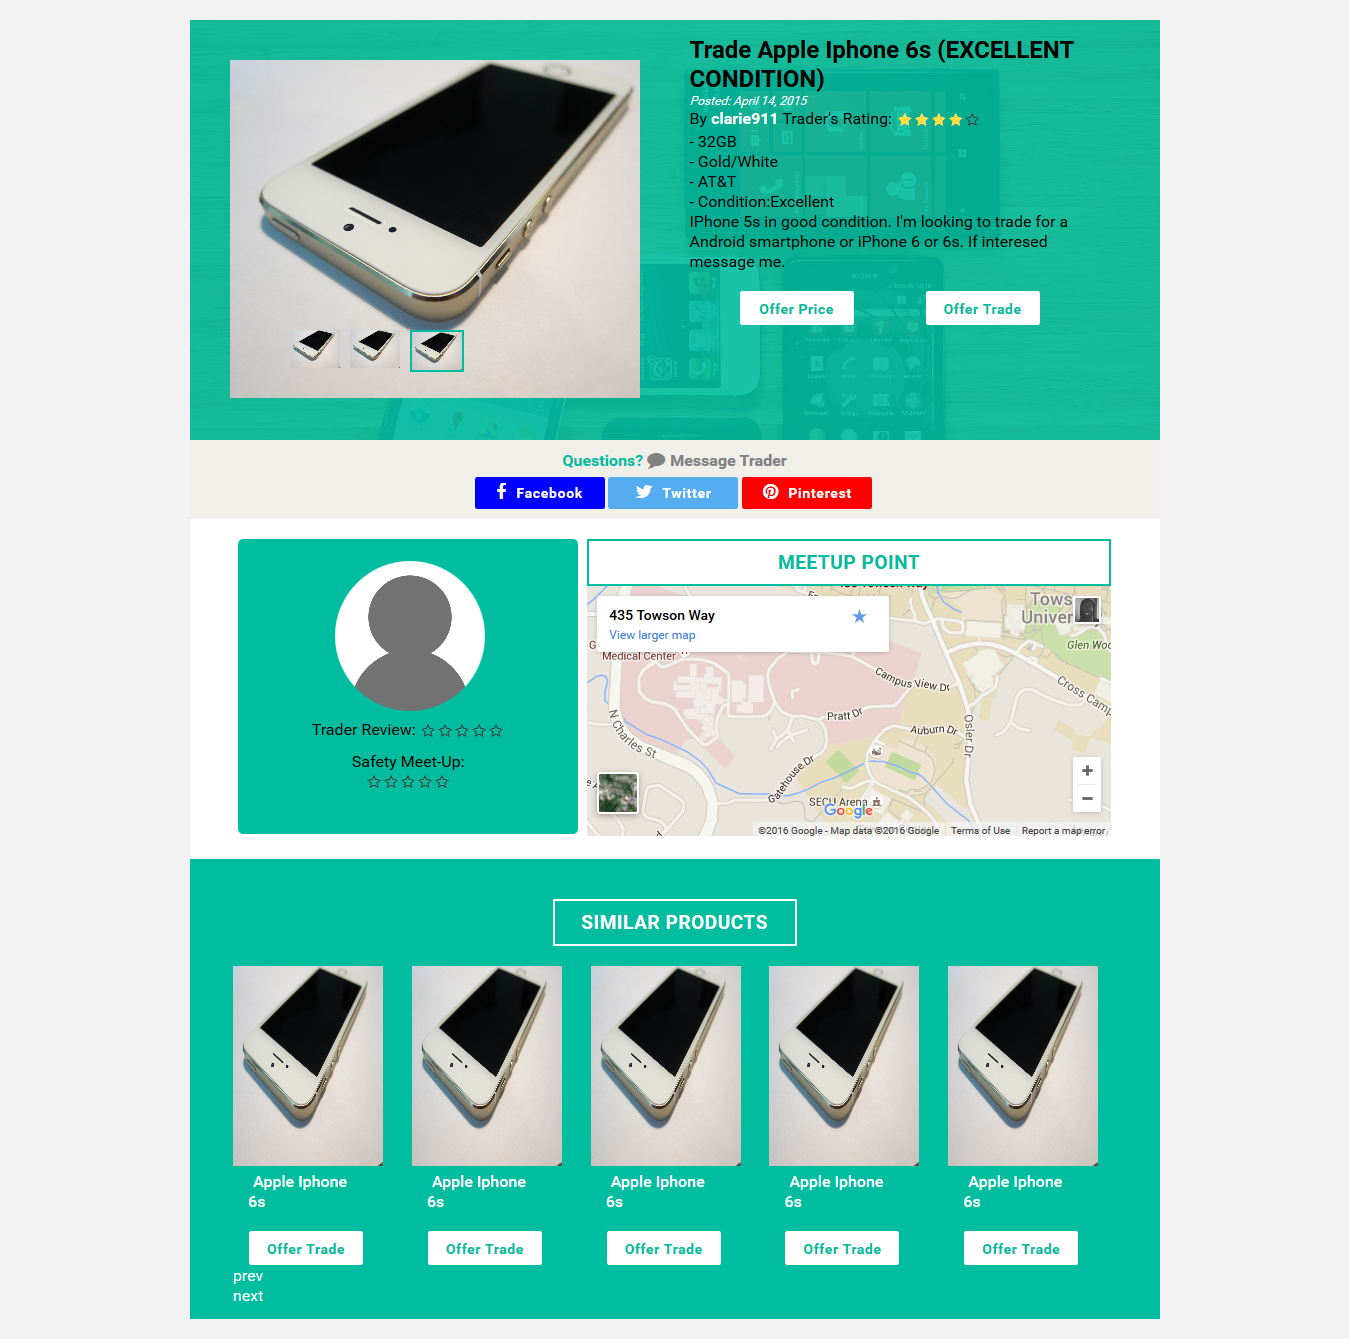 Trade Apple Iphone 6s (EXCELLENT
CONDITION)
Posted: April 14, 2015
By clarie911 Trader's Rating:
- 32GB
- Gold/White
- AT&T
- Condition:Excellent
IPhone 5s in good condition. I'm looking to trade for a
Android smartphone or iPhone 6 or 6s. If interesed
message me.
Offer Price
Offer Trade
Questions? Message Trader
Facebook
Twitter
Pinterest
Trader Review:
Safety Meet-Up:
MEETUP POINT
435 Towson Way
View larger map
Medical Center
Tows
Univer
Glen Woo
Cross Camp
Campus View Dr
Pratt Dr
Auburn Dr
Osler Dr
N Charles St
Gatehouse Dr
SECU Arena
Google
©2016 Google - Map data ©2016 Google
Terms of Use
Report a map error
SIMILAR PRODUCTS
Apple Iphone
6s
Apple Iphone
6s
Apple Iphone
6s
Apple Iphone
6s
Apple Iphone
6s
Offer Trade
Offer Trade
Offer Trade
Offer Trade
Offer Trade
prev
next